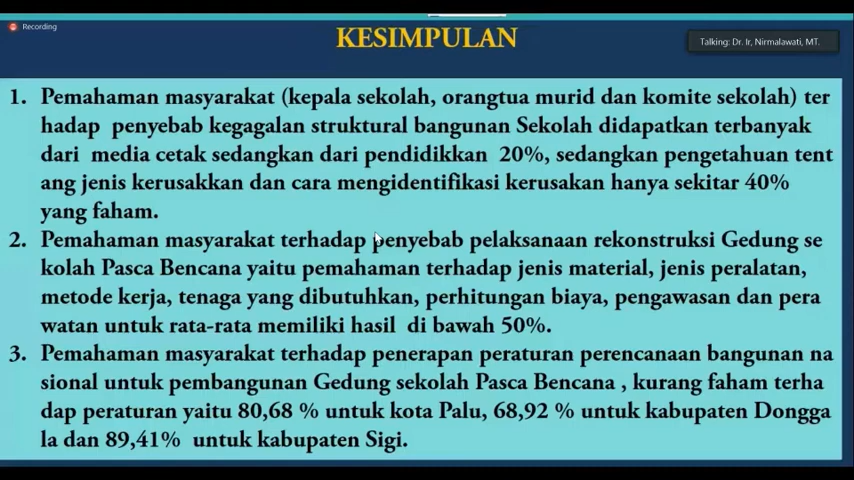 Recording
KESIMPULAN
Talking: Dr. Ir, Nirmalawati, MT.
1. Pemahaman masyarakat (kepala sekolah, orangtua murid dan komite sekolah) ter
hadap penyebab kegagalan struktural bangunan Sekolah didapatkan terbanyak
dari media cetak sedangkan dari pendidikkan 20%, sedangkan pengetahuan tent
ang jenis kerusakkan dan cara mengidentifikasi kerusakan hanya sekitar 40%
yang faham.
2. Pemahaman masyarakat terhadap penyebab pelaksanaan rekonstruksi Gedung se
kolah Pasca Bencana yaitu pemahaman terhadap jenis material, jenis peralatan,
metode kerja, tenaga yang dibutuhkan, perhitungan biaya, pengawasan dan pera
watan untuk rata-rata memiliki hasil di bawah 50%.
3. Pemahaman masyarakat terhadap penerapan peraturan perencanaan bangunan na
sional untuk pembangunan Gedung sekolah Pasca Bencana , kurang faham terha
dap peraturan yaitu 80,68 % untuk kota Palu, 68,92 % untuk kabupaten Dongga
la dan 89,41% untuk kabupaten Sigi.